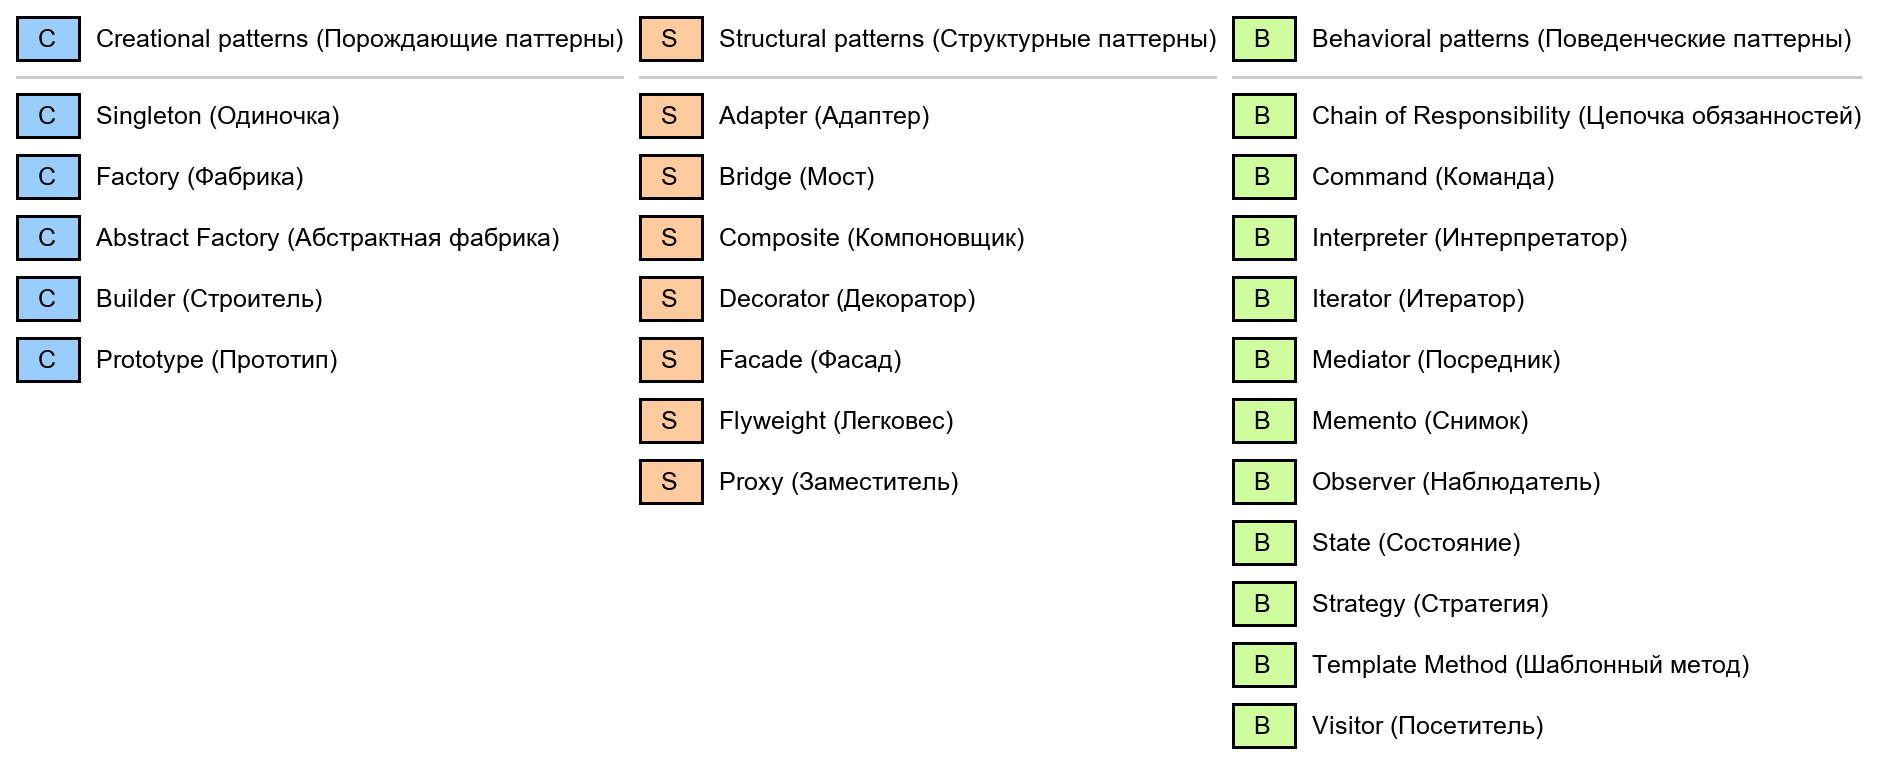 C Creational patterns (Порождающие паттерны)
C Singleton (Одиночка)
C Factory (Фабрика)
C Abstract Factory (Абстрактная фабрика)
C Builder (Строитель)
C Prototype (Прототип)
S Structural patterns (Структурные паттерны)
S Adapter (Адаптер)
S Bridge (Мост)
S Composite (Компоновщик)
S Decorator (Декоратор)
S Facade (Фасад)
S Flyweight (Легковес)
S Proxy (Заместитель)
B Behavioral patterns (Поведенческие паттерны)
B Chain of Responsibility (Цепочка обязанностей)
B Command (Команда)
B Interpreter (Интерпретатор)
B Iterator (Итератор)
B Mediator (Посредник)
B Memento (Снимок)
B Observer (Наблюдатель)
B State (Состояние)
B Strategy (Стратегия)
B Template Method (Шаблонный метод)
B Visitor (Посетитель)